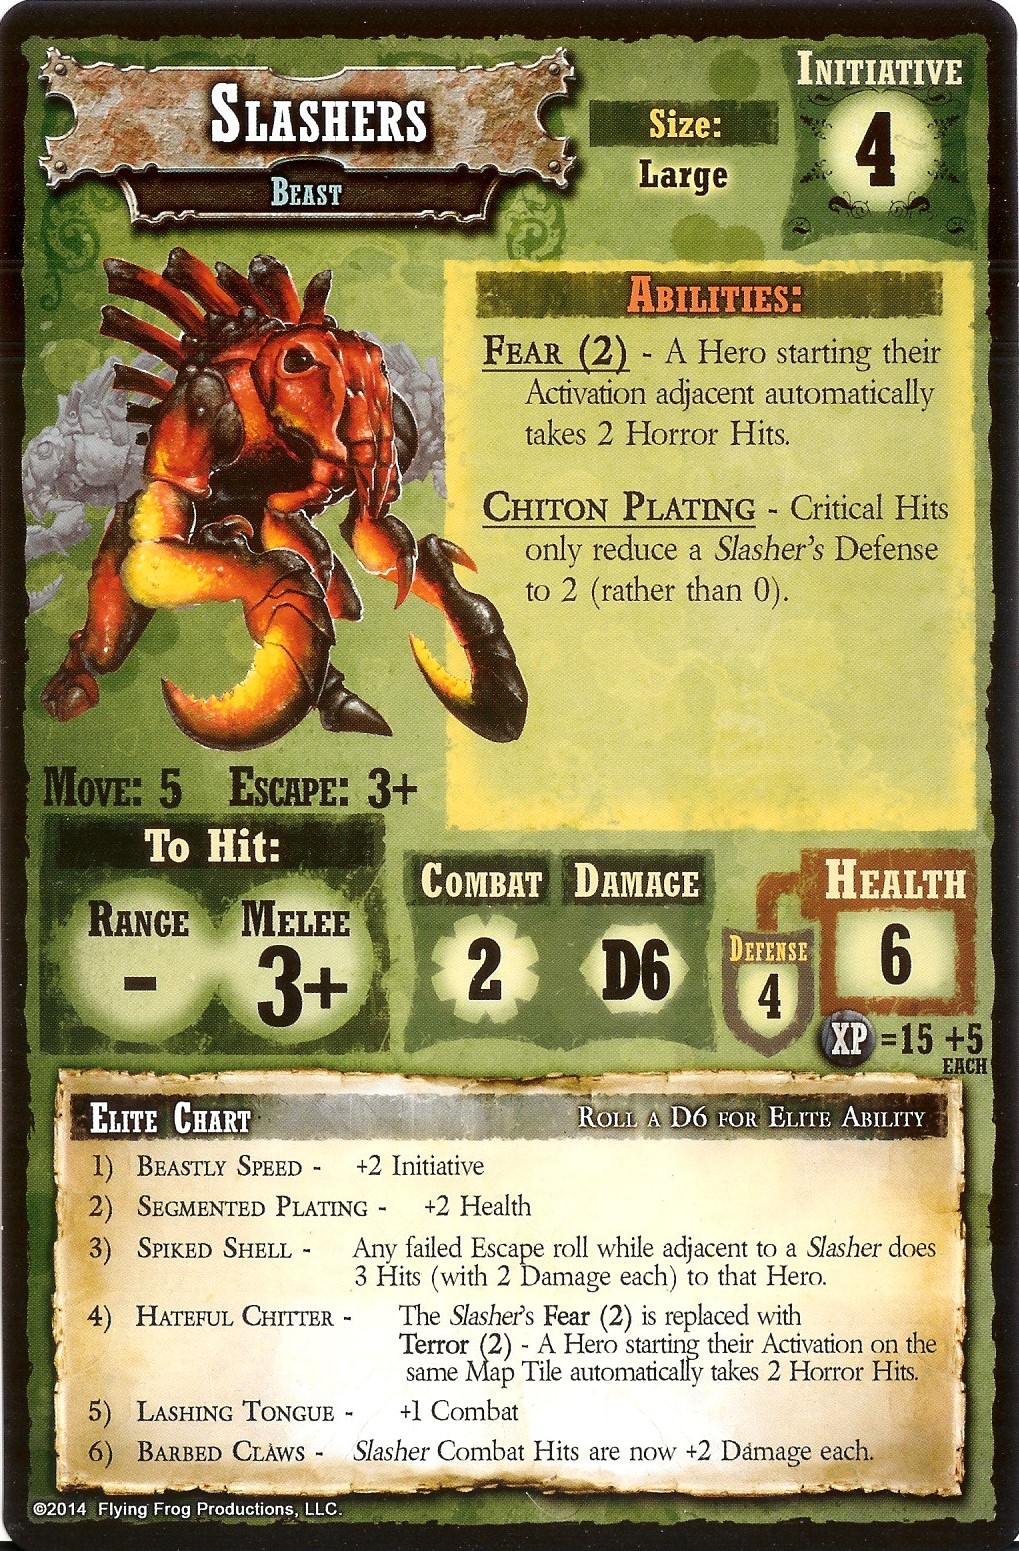 SLASHERS
BEAST
Size:
Large
INITIATIVE
4
ABILITIES:
FEAR (2) - A Hero starting their
Activation adjacent automatically
takes 2 Horror Hits.
CHITON PLATING - Critical Hits
only reduce a Slasher's Defense
to 2 (rather than 0).
MOVE: 5 ESCAPE: 3+
To Hit:
RANGE
-
MELEE
3+
COMBAT
2
DAMAGE
D6
DEFENSE
4
HEALTH
6
XP =15 +5
EACH
ELITE CHART ROLL A D6 FOR ELITE ABILITY
1) BEASTLY SPEED - +2 Initiative
2) SEGMENTED PLATING - +2 Health
3) SPIKED SHELL - Any failed Escape roll while adjacent to a Slasher does
3 Hits (with 2 Damage each) to that Hero.
4) HATEFUL CHITTER - The Slasher's Fear (2) is replaced with
Terror (2) - A Hero starting their Activation on the
same Map Tile automatically takes 2 Horror Hits.
5) LASHING TONGUE - +1 Combat
6) BARBED CLAWS - Slasher Combat Hits are now +2 Damage each.
©2014 Flying Frog Productions, LLC.